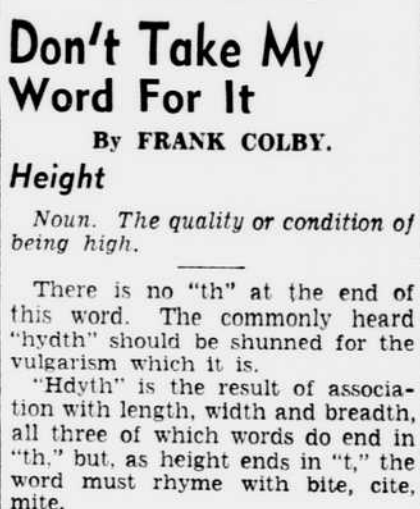 Don't Take My
Word For It
By FRANK COLBY.
Height
Noun. The quality or condition of
being high.
There is no "th" at the end of
this word. The commonly heard
"hydth" should be shunned for the
vulgarism which it is.
"Hdyth" is the result of associa-
tion with length, width and breadth,
all three of which words do end in
"th," but, as height ends in "t," the
word must rhyme with bite, cite,
mite.